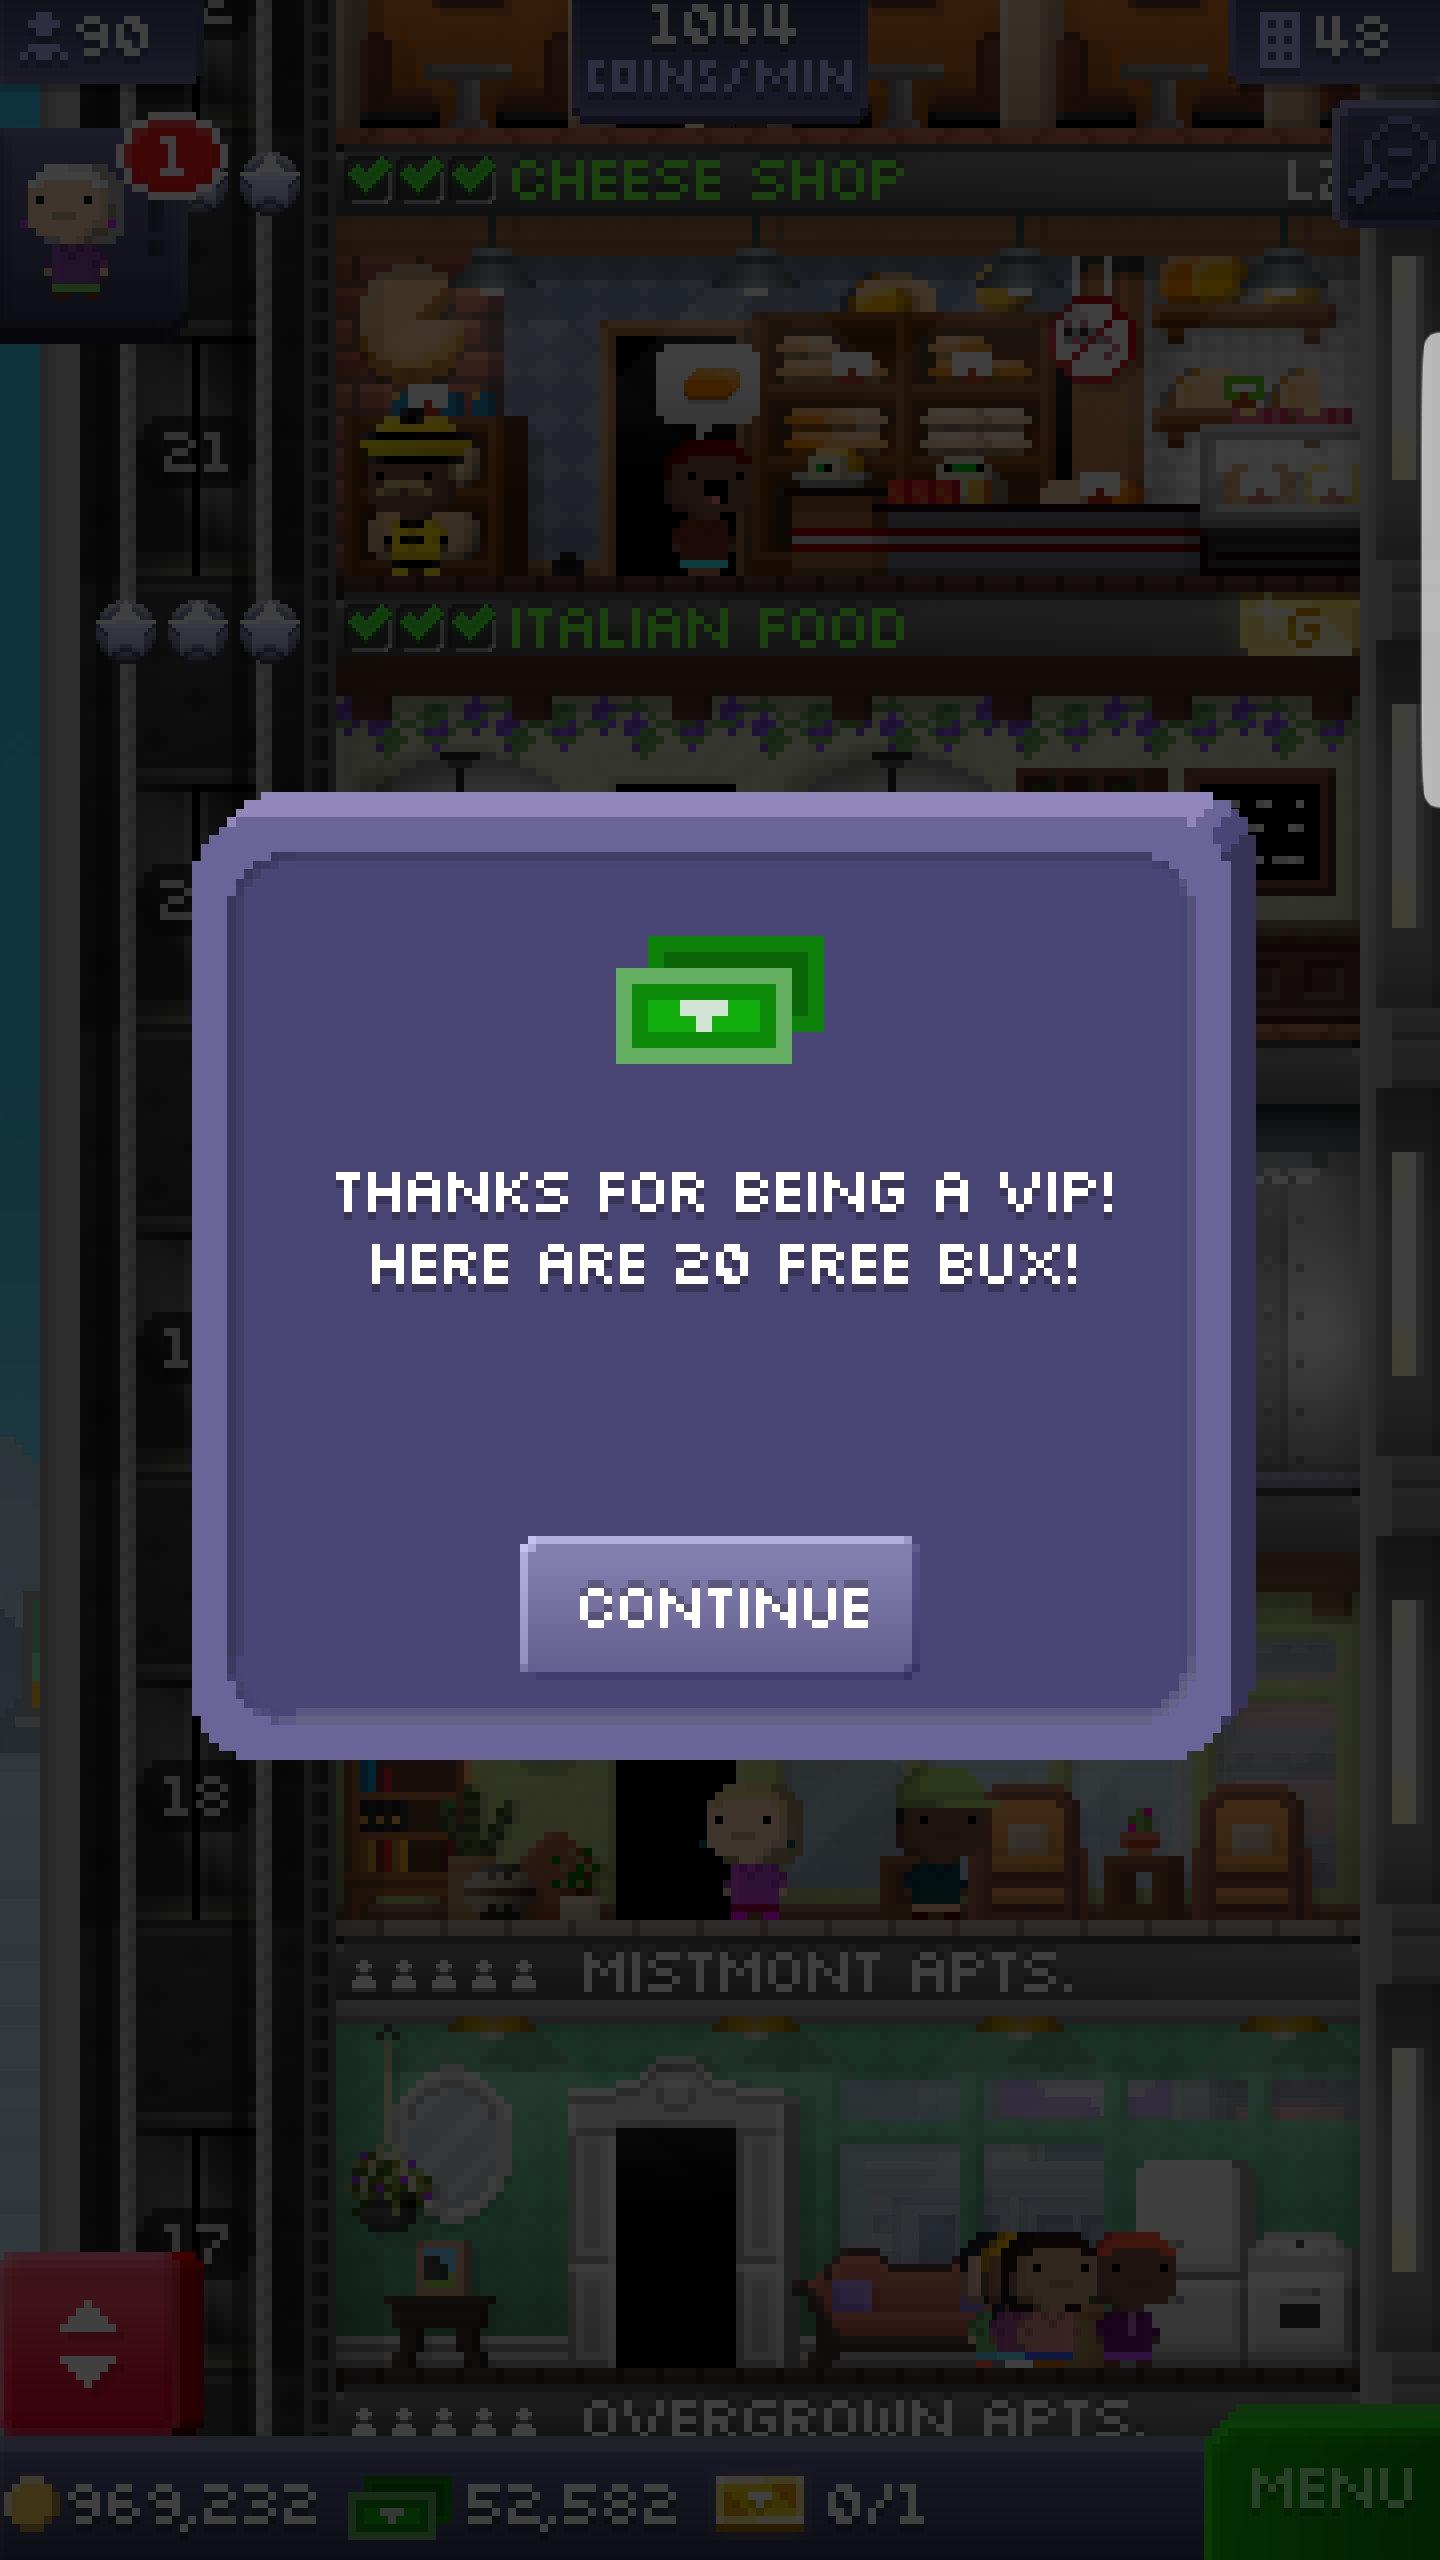 90
1044
COINS/MIN
48
1
CHEESE SHOP
21
ITALIAN FOOD
G
THANKS FOR BEING A VIP!
HERE ARE 20 FREE BUX!
CONTINUE
18
MISTMONT APTS.
17
OVERGROWN APTS.
969,232
52,582
0/1
MENU